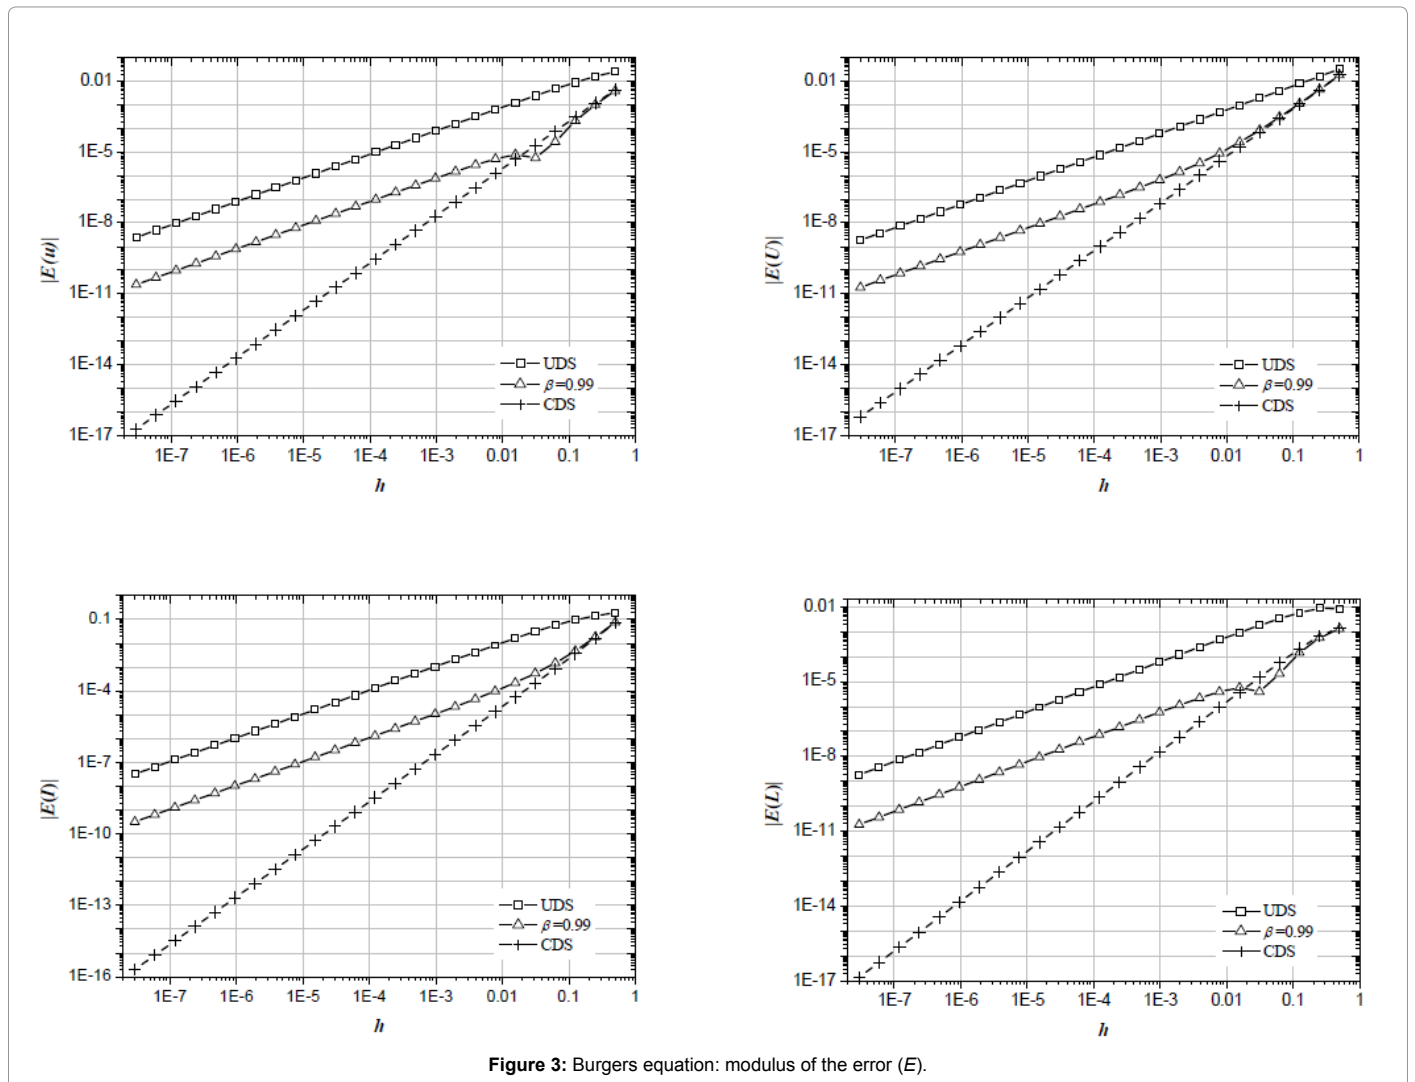 0.01
1E-5
1E-8
1E-11
1E-14
1E-17
|E(u)|
1E-7 1E-6 1E-5 1E-4 1E-3 0.01 0.1 1
h
UDS
β=0.99
CDS
0.01
1E-5
1E-8
1E-11
1E-14
1E-17
|E(U)|
1E-7 1E-6 1E-5 1E-4 1E-3 0.01 0.1 1
h
UDS
β=0.99
CDS
0.1
1E-4
1E-7
1E-10
1E-13
1E-16
|E(I)|
1E-7 1E-6 1E-5 1E-4 1E-3 0.01 0.1 1
h
UDS
β=0.99
CDS
0.01
1E-5
1E-8
1E-11
1E-14
1E-17
|E(L)|
1E-7 1E-6 1E-5 1E-4 1E-3 0.01 0.1 1
h
UDS
β=0.99
CDS
Figure 3: Burgers equation: modulus of the error (E).